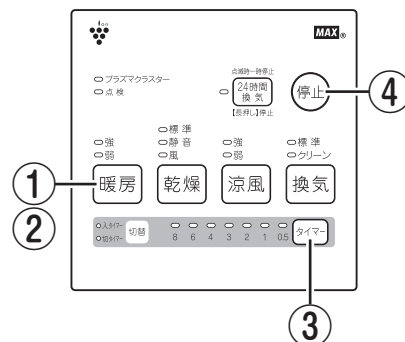 ion
MAX®
プラズマクラスター
点検
点滅時一時停止
24時間
換気
【長押し】停止
停止
④
強
弱
標準
静音
風
強
弱
標準
クリーン
①
②
暖房
乾燥
涼風
換気
入タイマー
切タイマー
切替
8 6 4 3 2 1 0.5
タイマー
③